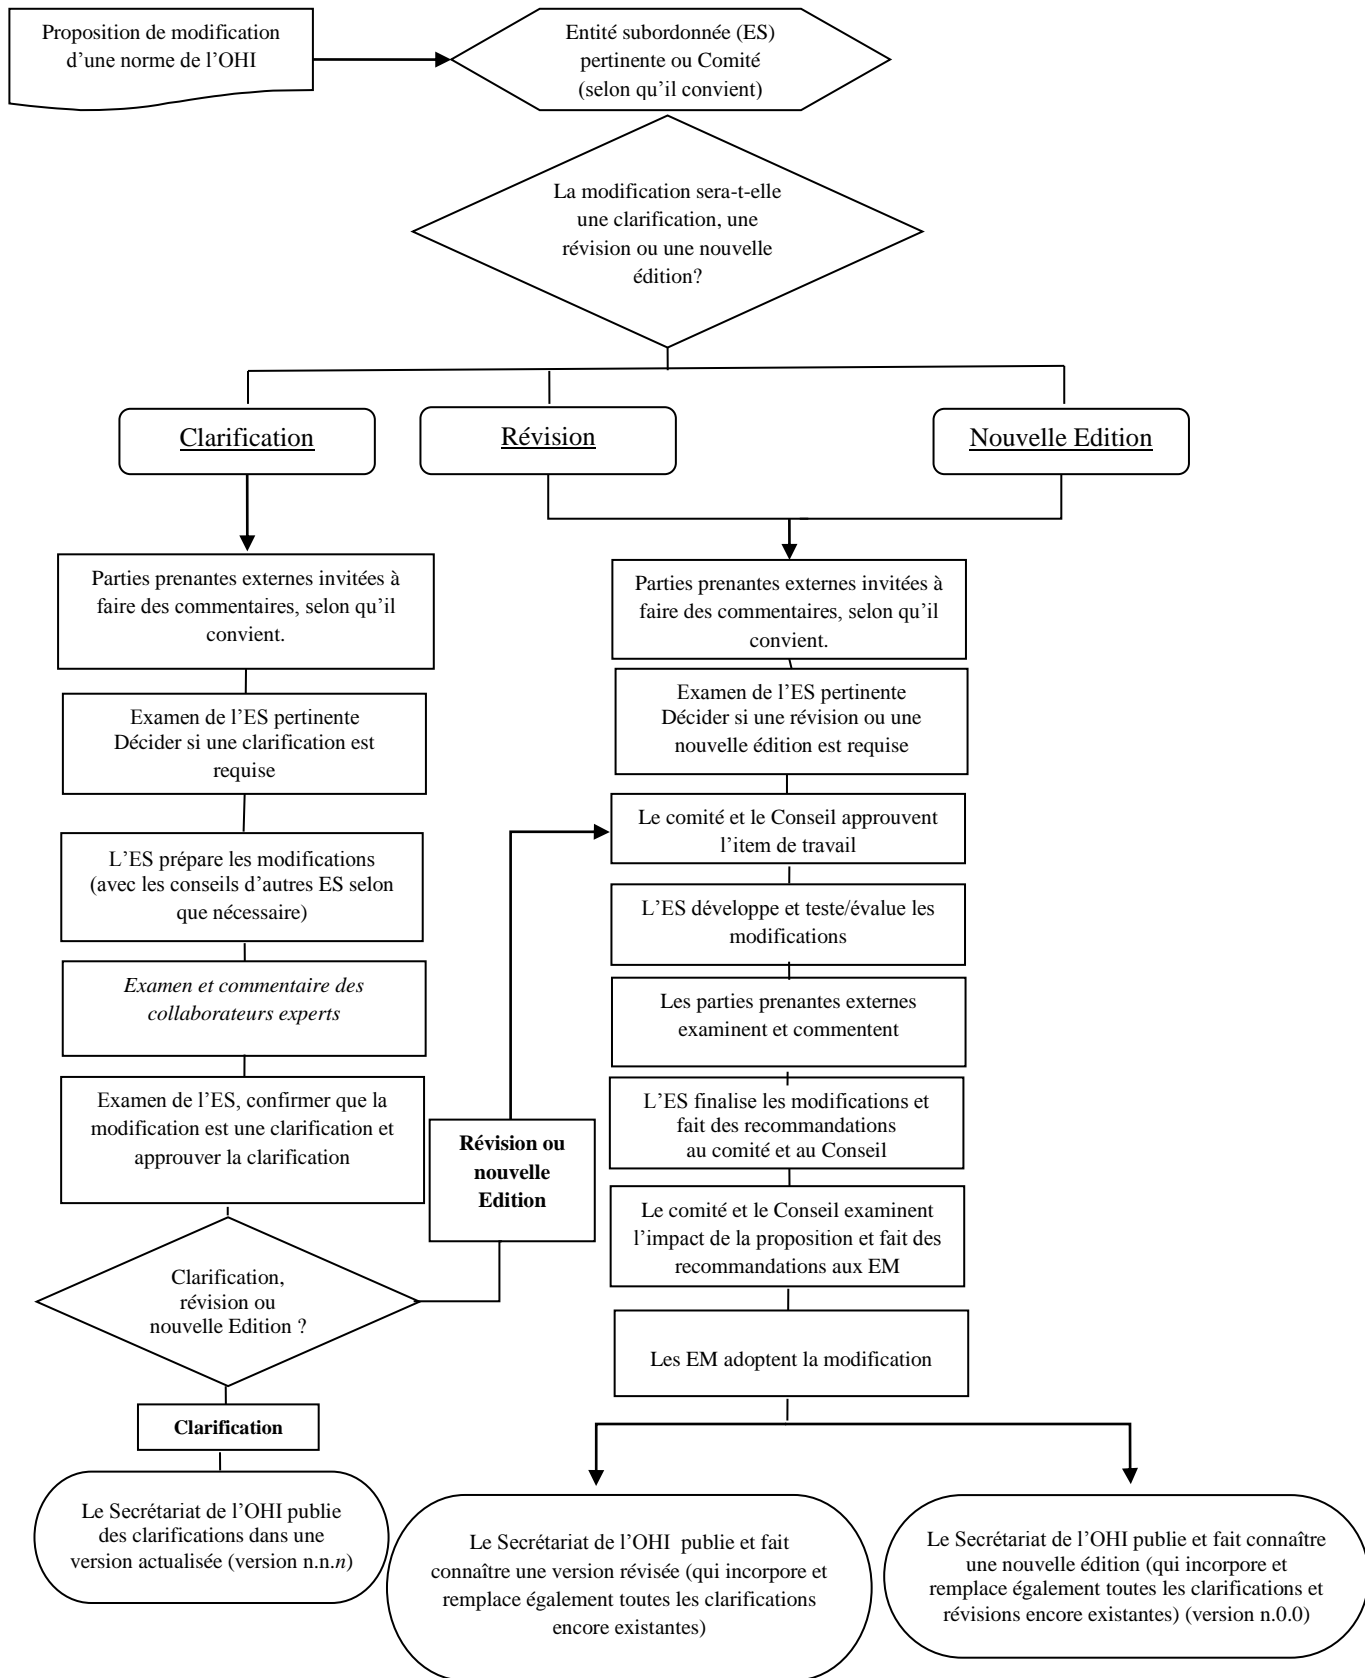 Proposition de modification
d’une norme de l’OHI
Entité subordonnée (ES)
pertinente ou Comité
(selon qu’il convient)
La modification sera-t-elle
une clarification, une
révision ou une nouvelle
édition?
Clarification
Révision
Nouvelle Edition
Parties prenantes externes invitées à
faire des commentaires, selon qu’il
convient.
Examen de l’ES pertinente
Décider si une clarification est
requise
L’ES prépare les modifications
(avec les conseils d’autres ES selon
que nécessaire)
Examen et commentaire des
collaborateurs experts
Examen de l’ES, confirmer que la
modification est une clarification et
approuver la clarification
Clarification,
révision ou
nouvelle Edition ?
Clarification
Le Secrétariat de l’OHI publie
des clarifications dans une
version actualisée (version n.n.n)
Révision ou
nouvelle
Edition
Parties prenantes externes invitées à
faire des commentaires, selon qu’il
convient.
Examen de l’ES pertinente
Décider si une révision ou une
nouvelle édition est requise
Le comité et le Conseil approuvent
l’item de travail
L’ES développe et teste/évalue les
modifications
Les parties prenantes externes
examinent et commentent
L’ES finalise les modifications et
fait des recommandations
au comité et au Conseil
Le comité et le Conseil examinent
l’impact de la proposition et fait des
recommandations aux EM
Les EM adoptent la modification
Le Secrétariat de l’OHI publie et fait
connaître une version révisée (qui incorpore et
remplace également toutes les clarifications
encore existantes)
Le Secrétariat de l’OHI publie et fait connaître
une nouvelle édition (qui incorpore et
remplace également toutes les clarifications et
révisions encore existantes) (version n.0.0)